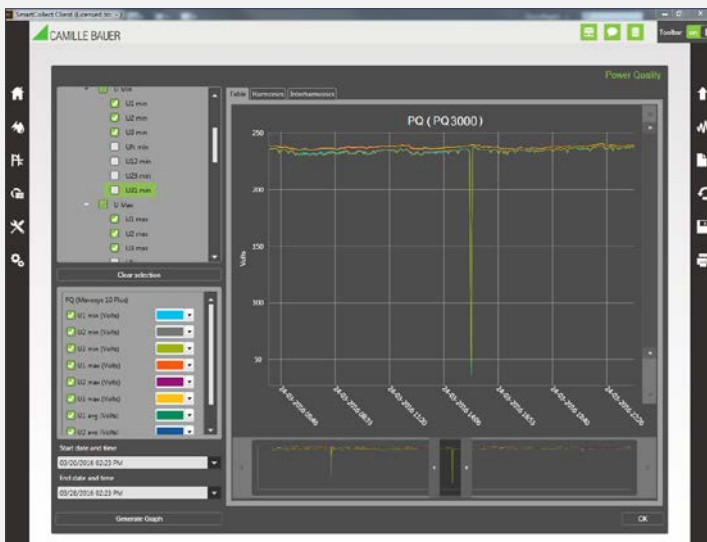 SmartCollect Client (Licensed to: - )
CAMILLE BAUER
Toolbar
on
Power Quality
U Min
U1 min
U2 min
U3 min
UN min
U12 min
U23 min
U31 min
U Max
U1 max
U2 max
U3 max
Clear selection
PQ (Mavosys 10 Plus)
U1 min (Volts)
U2 min (Volts)
U3 min (Volts)
U1 max (Volts)
U2 max (Volts)
U3 max (Volts)
U1 avg (Volts)
U2 avg (Volts)
Start date and time
03/20/2016 02:23 PM
End date and time
03/28/2016 02:23 PM
Generate Graph
Table Harmonics Interharmonics
PQ ( PQ3000 )
250
200
150
100
50
Volts
OK